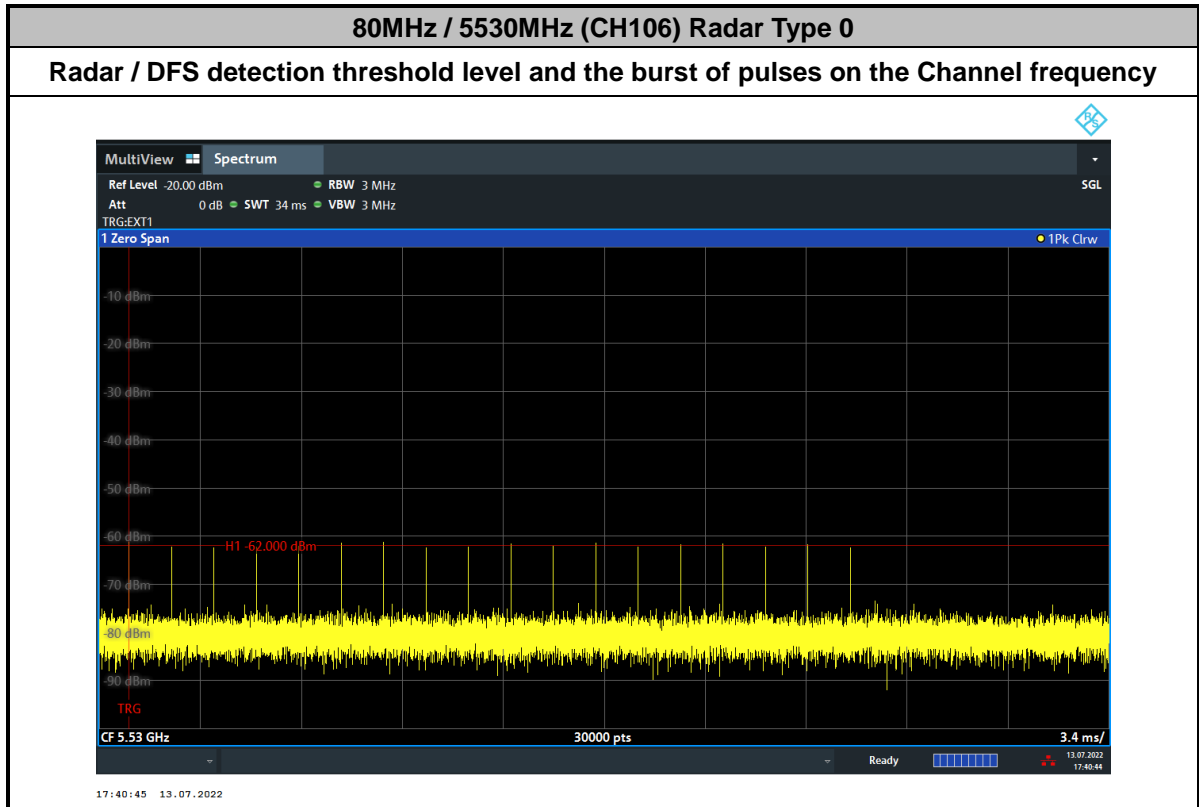 80MHz / 5530MHz (CH106) Radar Type 0
Radar / DFS detection threshold level and the burst of pulses on the Channel frequency
R&S
MultiView Spectrum
Ref Level -20.00 dBm RBW 3 MHz SGL
Att 0 dB SWT 34 ms VBW 3 MHz
TRG:EXT1
1 Zero Span 1Pk Clrw
-10 dBm
-20 dBm
-30 dBm
-40 dBm
-50 dBm
-60 dBm
H1 -62.000 dBm
-70 dBm
-80 dBm
-90 dBm
TRG
CF 5.53 GHz 30000 pts 3.4 ms/
Ready 13.07.2022
17:40:44
17:40:45 13.07.2022